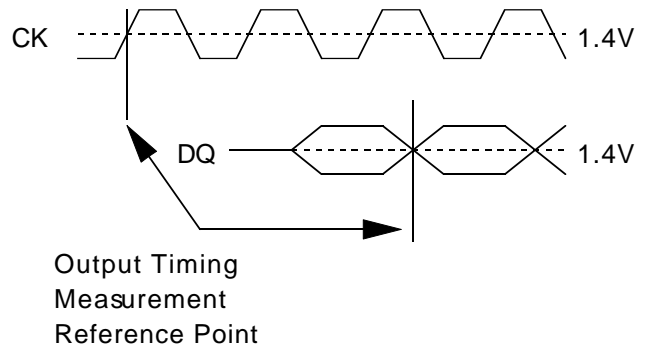 CK 1.4V
DQ 1.4V
Output Timing
Measurement
Reference Point